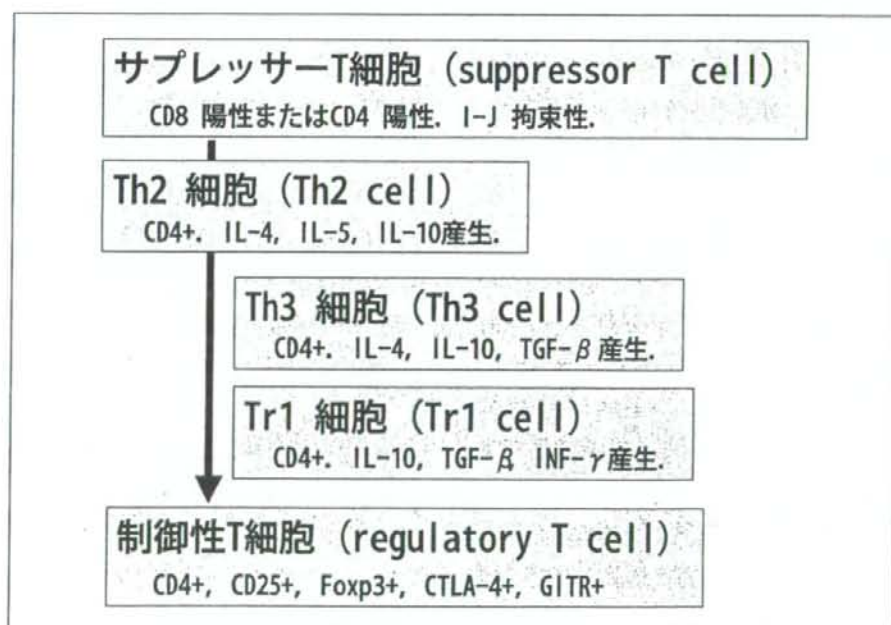 サプレッサーT細胞 (suppressor T cell)
CD8 陽性またはCD4 陽性. I-J 拘束性.
Th2 細胞 (Th2 cell)
CD4+. IL-4, IL-5, IL-10産生.
Th3 細胞 (Th3 cell)
CD4+. IL-4, IL-10, TGF-β産生.
Tr1 細胞 (Tr1 cell)
CD4+. IL-10, TGF-β, INF-γ産生.
制御性T細胞 (regulatory T cell)
CD4+, CD25+, Foxp3+, CTLA-4+, GITR+